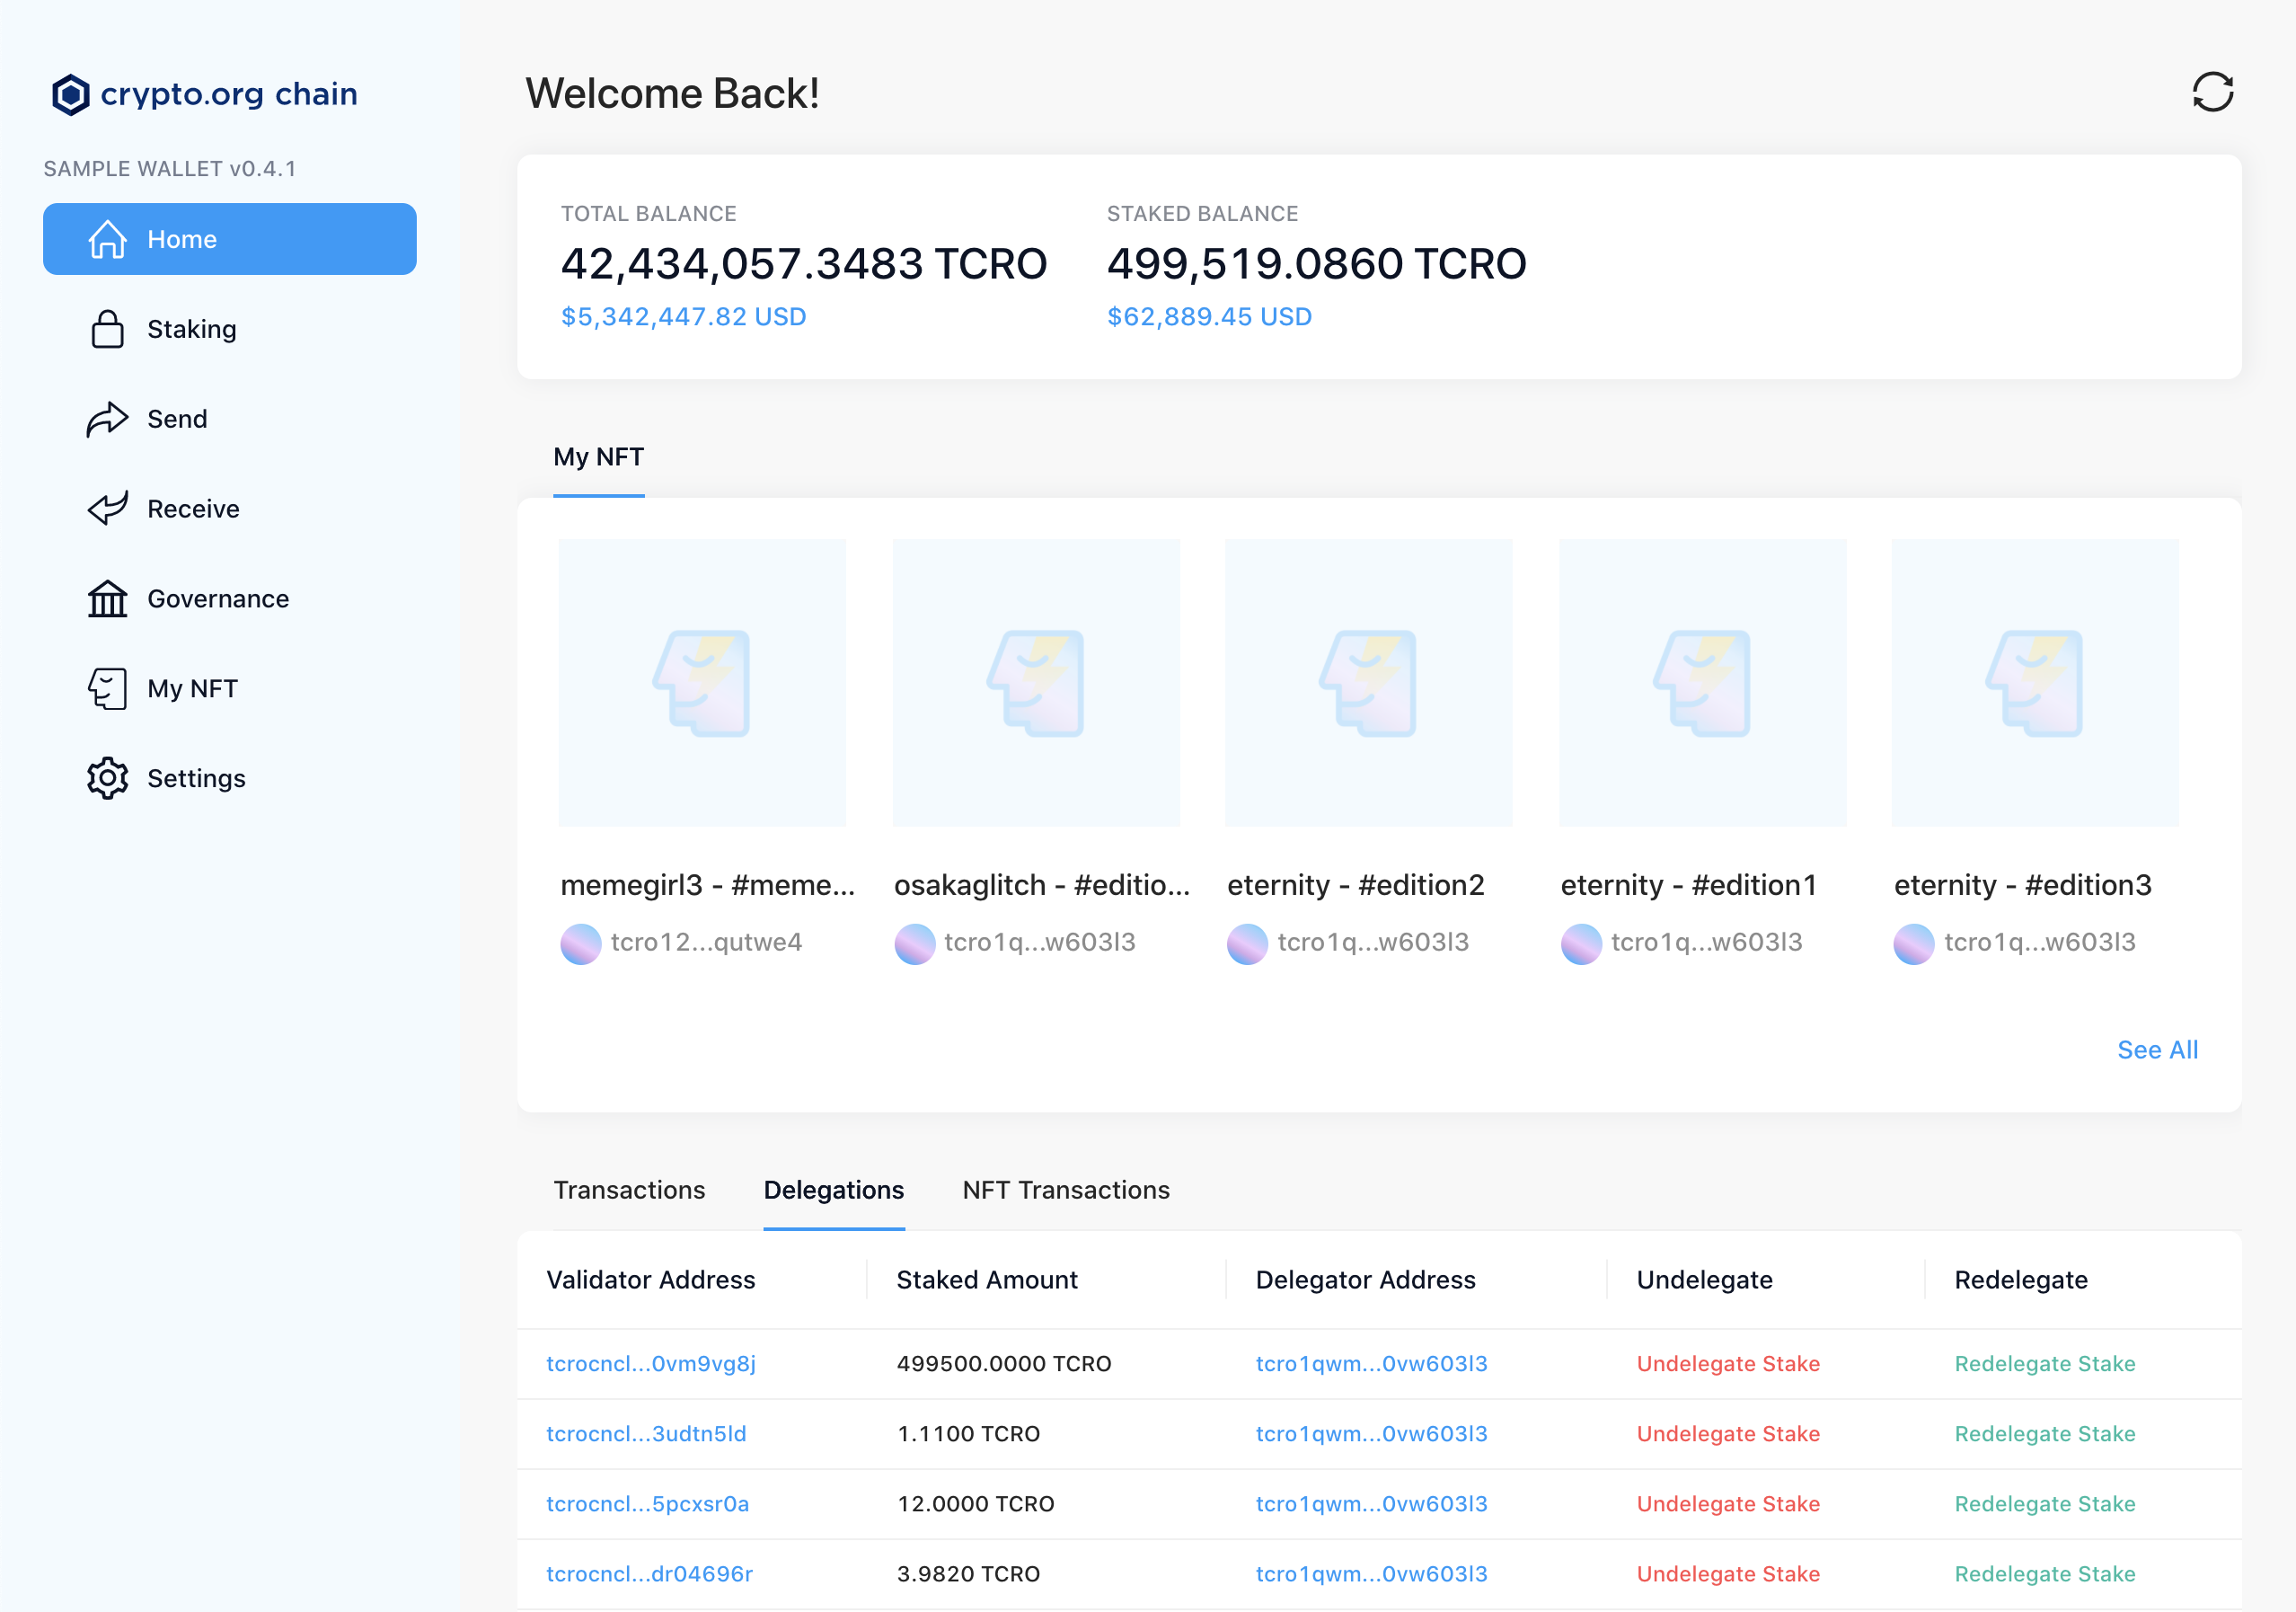 crypto.org chain
SAMPLE WALLET v0.4.1
Home
Staking
Send
Receive
Governance
My NFT
Settings
Welcome Back!
TOTAL BALANCE
42,434,057.3483 TCRO
$5,342,447.82 USD
STAKED BALANCE
499,519.0860 TCRO
$62,889.45 USD
My NFT
memegirl3 - #meme...
tcro12...qutwe4
osakaglitch - #editio...
tcro1q...w603l3
eternity - #edition2
tcro1q...w603l3
eternity - #edition1
tcro1q...w603l3
eternity - #edition3
tcro1q...w603l3
See All
Transactions Delegations NFT Transactions
Validator Address Staked Amount Delegator Address Undelegate Redelegate
tcrocncl...0vm9vg8j 499500.0000 TCRO tcro1qwm...0vw603l3 Undelegate Stake Redelegate Stake
tcrocncl...3udtn5ld 1.1100 TCRO tcro1qwm...0vw603l3 Undelegate Stake Redelegate Stake
tcrocncl...5pcxsr0a 12.0000 TCRO tcro1qwm...0vw603l3 Undelegate Stake Redelegate Stake
tcrocncl...dr04696r 3.9820 TCRO tcro1qwm...0vw603l3 Undelegate Stake Redelegate Stake